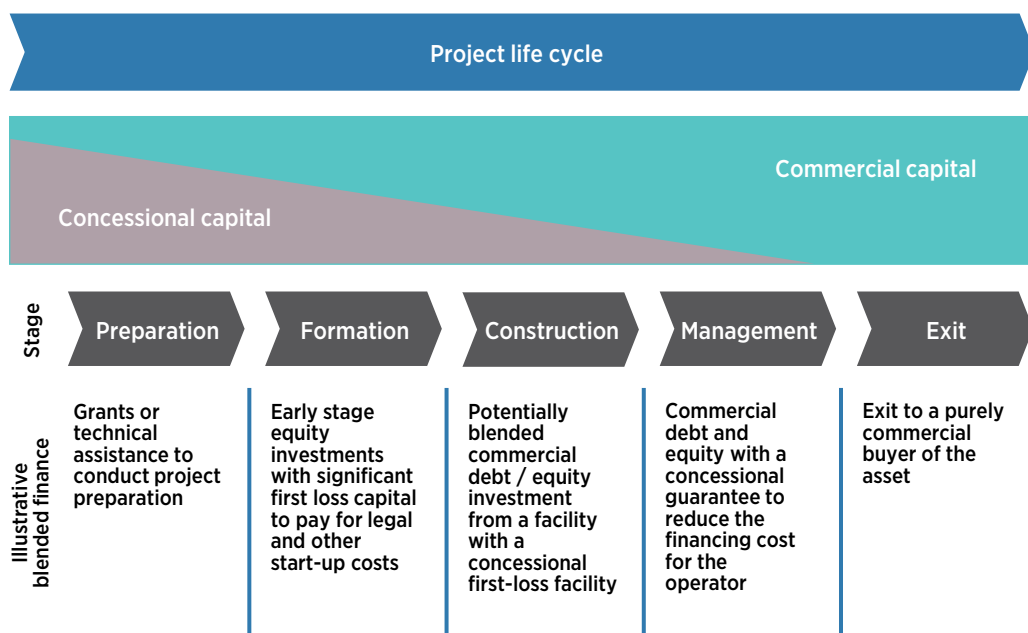 Project life cycle
Commercial capital
Concessional capital
Stage
Preparation
Formation
Construction
Management
Exit
Illustrative
blended finance
Grants or
technical
assistance to
conduct project
preparation
Early stage
equity
investments
with significant
first loss capital
to pay for legal
and other
start-up costs
Potentially
blended
commercial
debt / equity
investment
from a facility
with a
concessional
first-loss facility
Commercial
debt and
equity with a
concessional
guarantee to
reduce the
financing cost
for the
operator
Exit to a purely
commercial
buyer of the
asset